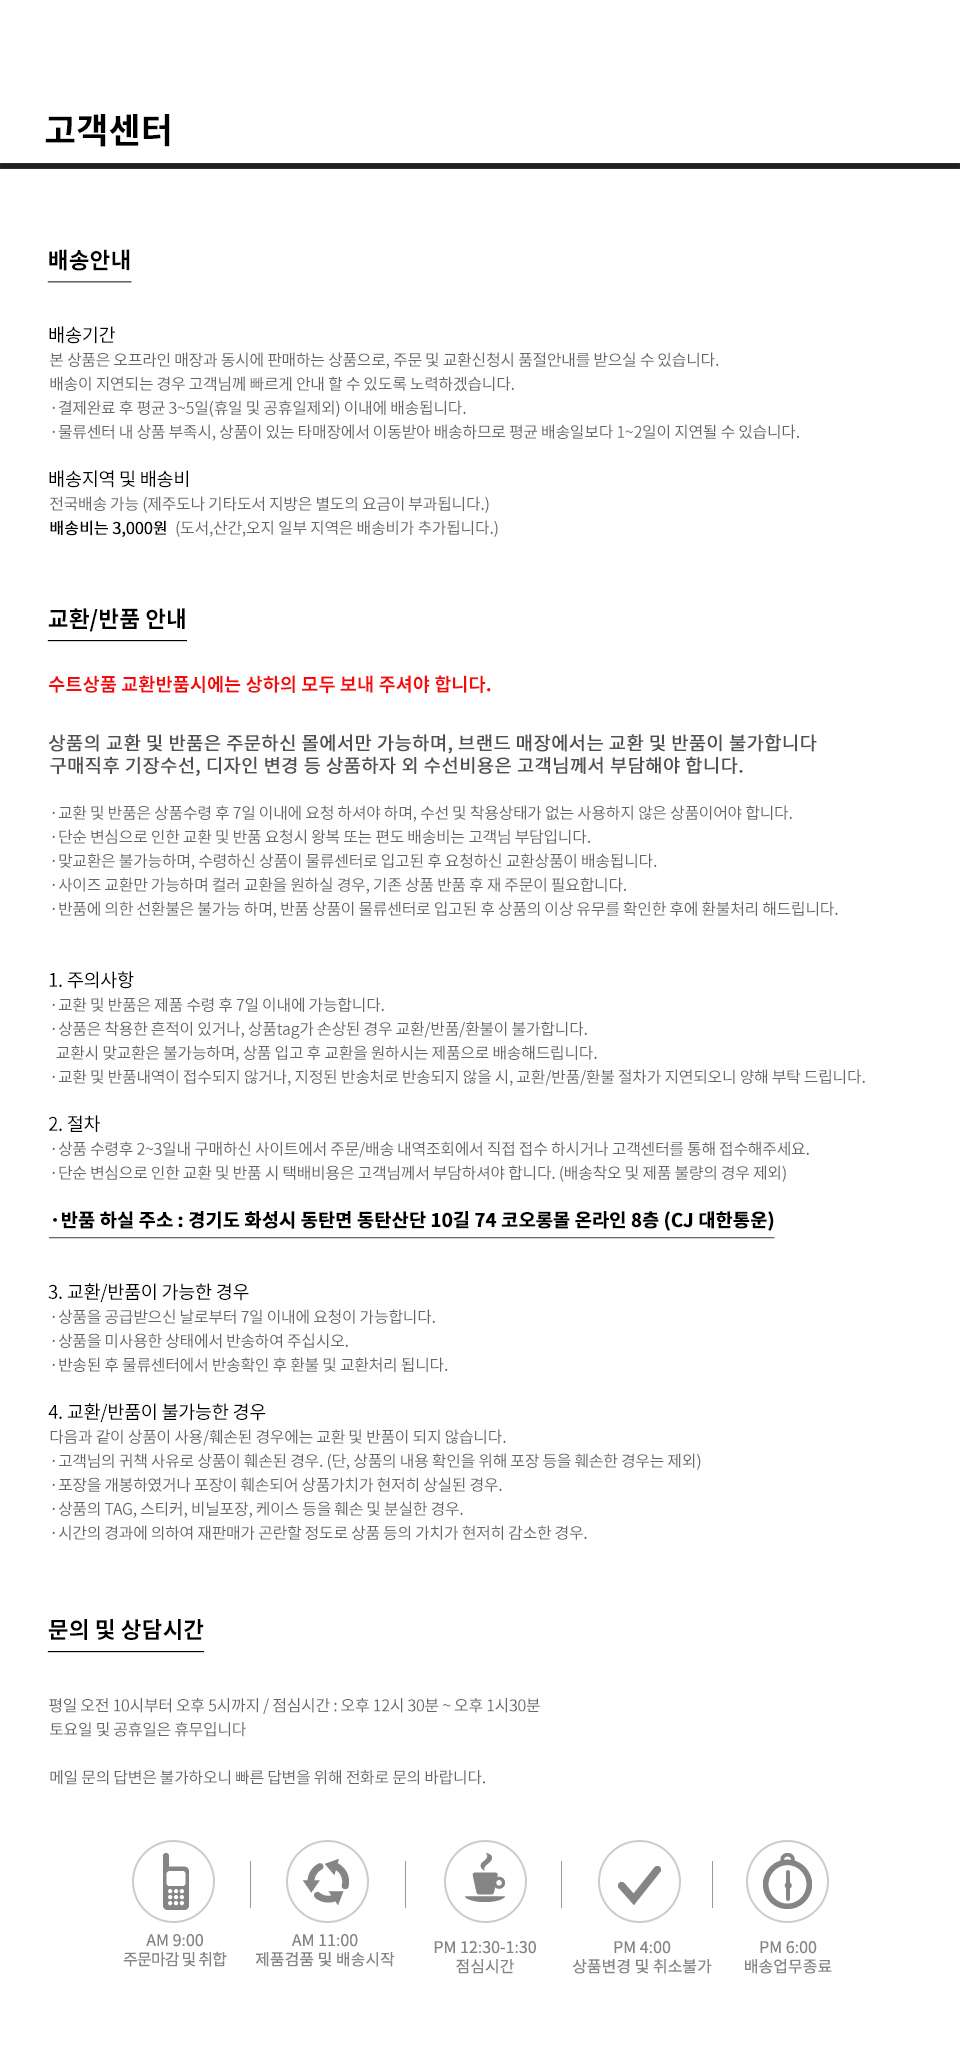 고객센터
배송안내
배송기간
본 상품은 오프라인 매장과 동시에 판매하는 상품으로, 주문 및 교환신청시 품절안내를 받으실 수 있습니다.
배송이 지연되는 경우 고객님께 빠르게 안내 할 수 있도록 노력하겠습니다.
·결제완료 후 평균 3~5일(휴일 및 공휴일제외) 이내에 배송됩니다.
·물류센터 내 상품 부족시, 상품이 있는 타매장에서 이동받아 배송하므로 평균 배송일보다 1~2일이 지연될 수 있습니다.
배송지역 및 배송비
전국배송 가능 (제주도나 기타도서 지방은 별도의 요금이 부과됩니다.)
배송비는 3,000원 (도서,산간,오지 일부 지역은 배송비가 추가됩니다.)
교환/반품 안내
수트상품 교환반품시에는 상하의 모두 보내 주셔야 합니다.
상품의 교환 및 반품은 주문하신 몰에서만 가능하며, 브랜드 매장에서는 교환 및 반품이 불가합니다
구매직후 기장수선, 디자인 변경 등 상품하자 외 수선비용은 고객님께서 부담해야 합니다.
·교환 및 반품은 상품수령 후 7일 이내에 요청 하셔야 하며, 수선 및 착용상태가 없는 사용하지 않은 상품이어야 합니다.
·단순 변심으로 인한 교환 및 반품 요청시 왕복 또는 편도 배송비는 고객님 부담입니다.
·맞교환은 불가능하며, 수령하신 상품이 물류센터로 입고된 후 요청하신 교환상품이 배송됩니다.
·사이즈 교환만 가능하며 컬러 교환을 원하실 경우, 기존 상품 반품 후 재 주문이 필요합니다.
·반품에 의한 선환불은 불가능 하며, 반품 상품이 물류센터로 입고된 후 상품의 이상 유무를 확인한 후에 환불처리 해드립니다.
1. 주의사항
·교환 및 반품은 제품 수령 후 7일 이내에 가능합니다.
·상품은 착용한 흔적이 있거나, 상품tag가 손상된 경우 교환/반품/환불이 불가합니다.
교환시 맞교환은 불가능하며, 상품 입고 후 교환을 원하시는 제품으로 배송해드립니다.
·교환 및 반품내역이 접수되지 않거나, 지정된 반송처로 반송되지 않을 시, 교환/반품/환불 절차가 지연되오니 양해 부탁 드립니다.
2. 절차
·상품 수령후 2~3일내 구매하신 사이트에서 주문/배송 내역조회에서 직접 접수 하시거나 고객센터를 통해 접수해주세요.
·단순 변심으로 인한 교환 및 반품 시 택배비용은 고객님께서 부담하셔야 합니다. (배송착오 및 제품 불량의 경우 제외)
·반품 하실 주소 : 경기도 화성시 동탄면 동탄산단 10길 74 코오롱몰 온라인 8층 (CJ 대한통운)
3. 교환/반품이 가능한 경우
·상품을 공급받으신 날로부터 7일 이내에 요청이 가능합니다.
·상품을 미사용한 상태에서 반송하여 주십시오.
·반송된 후 물류센터에서 반송확인 후 환불 및 교환처리 됩니다.
4. 교환/반품이 불가능한 경우
다음과 같이 상품이 사용/훼손된 경우에는 교환 및 반품이 되지 않습니다.
·고객님의 귀책 사유로 상품이 훼손된 경우. (단, 상품의 내용 확인을 위해 포장 등을 훼손한 경우는 제외)
·포장을 개봉하였거나 포장이 훼손되어 상품가치가 현저히 상실된 경우.
·상품의 TAG, 스티커, 비닐포장, 케이스 등을 훼손 및 분실한 경우.
·시간의 경과에 의하여 재판매가 곤란할 정도로 상품 등의 가치가 현저히 감소한 경우.
문의 및 상담시간
평일 오전 10시부터 오후 5시까지 / 점심시간 : 오후 12시 30분 ~ 오후 1시30분
토요일 및 공휴일은 휴무입니다
메일 문의 답변은 불가하오니 빠른 답변을 위해 전화로 문의 바랍니다.
AM 9:00
주문마감 및 취합
AM 11:00
제품검품 및 배송시작
PM 12:30-1:30
점심시간
PM 4:00
상품변경 및 취소불가
PM 6:00
배송업무종료